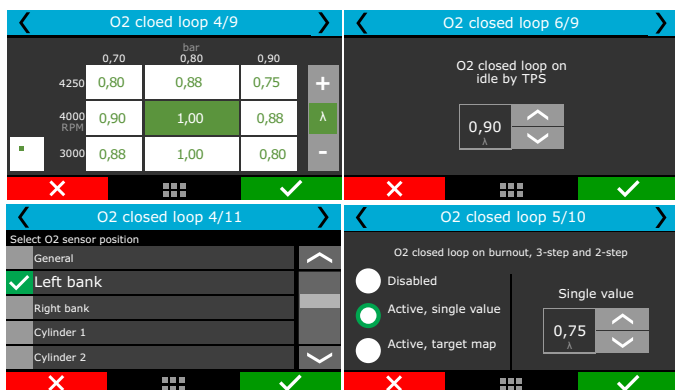 O2 cloed loop 4/9
bar
0,70 0,80 0,90
4250 0,80 0,88 0,75 +
4000 0,90 1,00 0,88 λ
RPM
3000 0,88 1,00 0,80 -
O2 closed loop 6/9
O2 closed loop on
idle by TPS
0,90
λ
O2 closed loop 4/11
Select O2 sensor position
General
Left bank
Right bank
Cylinder 1
Cylinder 2
O2 closed loop 5/10
O2 closed loop on burnout, 3-step and 2-step
Disabled
Active, single value
Active, target map
Single value
0,75
λ